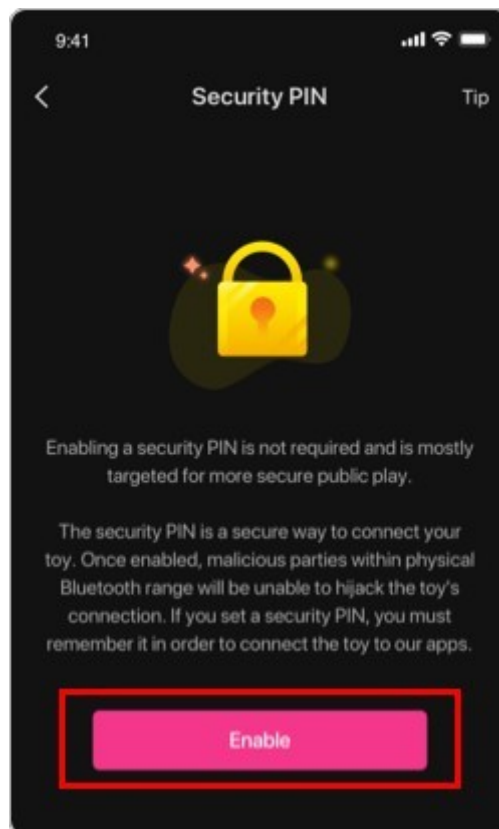 9:41
Security PIN
Tip
Enabling a security PIN is not required and is mostly
targeted for more secure public play.
The security PIN is a secure way to connect your
toy. Once enabled, malicious parties within physical
Bluetooth range will be unable to hijack the toy's
connection. If you set a security PIN, you must
remember it in order to connect the toy to our apps.
Enable